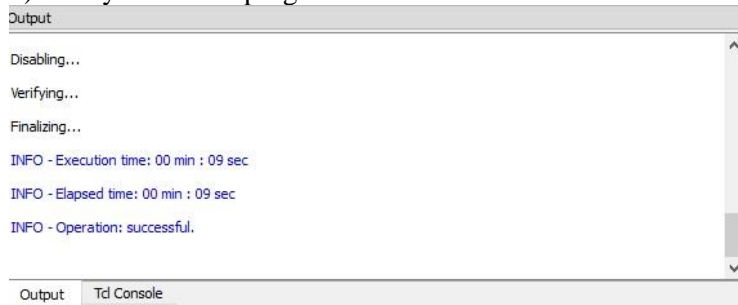 Output
Disabling...
Verifying...
Finalizing...
INFO - Execution time: 00 min : 09 sec
INFO - Elapsed time: 00 min : 09 sec
INFO - Operation: successful.
Output Tcl Console